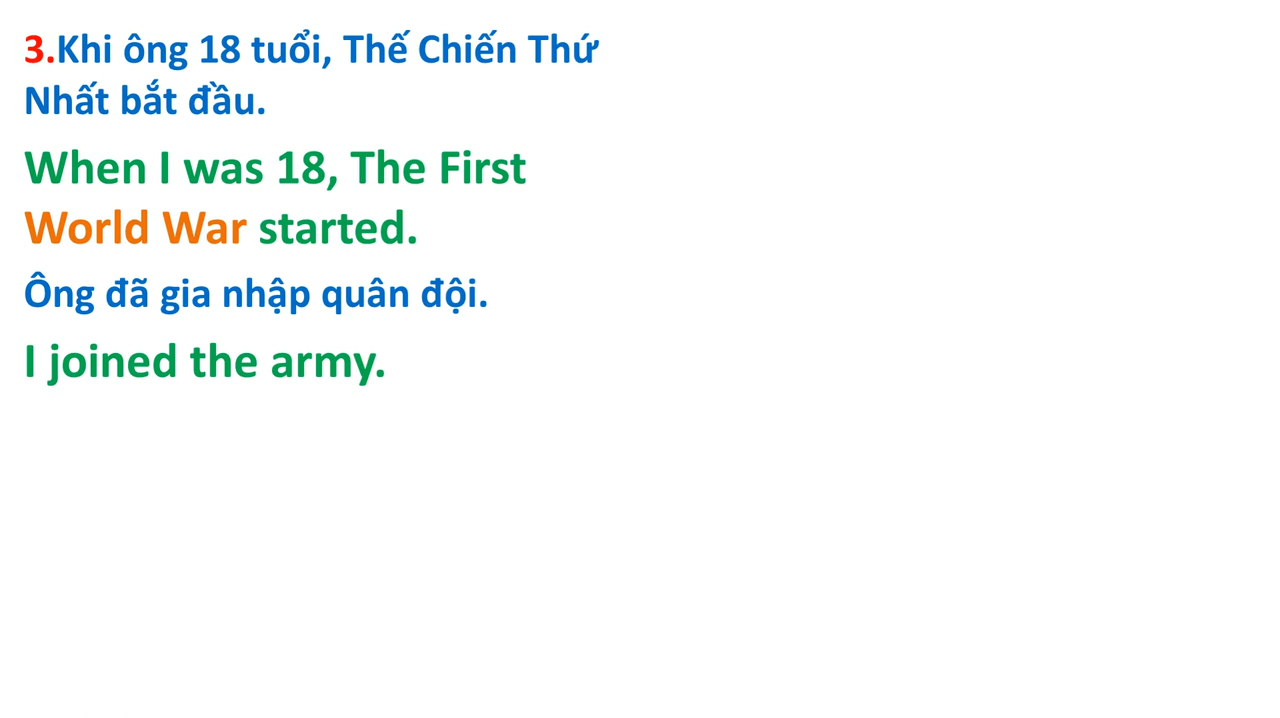 3.Khi ông 18 tuổi, Thế Chiến Thứ
Nhất bắt đầu.
When I was 18, The First
World War started.
Ông đã gia nhập quân đội.
I joined the army.